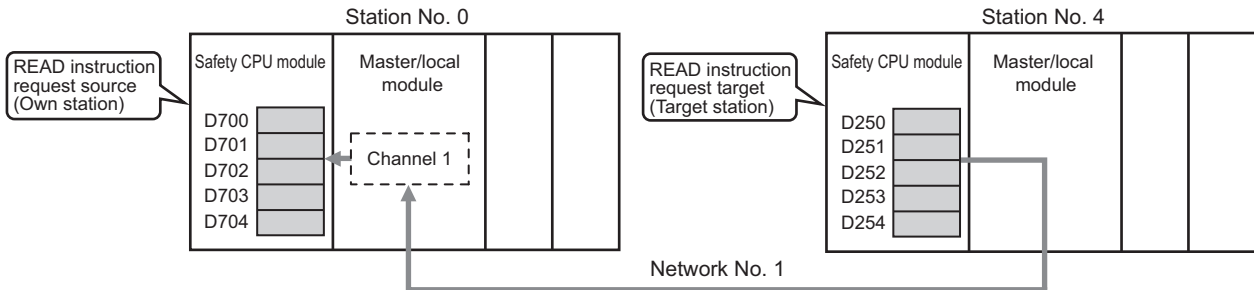 Station No. 0
READ instruction
request source
(Own station)
Safety CPU module
D700
D701
D702
D703
D704
Master/local
module
Channel 1
Station No. 4
READ instruction
request target
(Target station)
Safety CPU module
D250
D251
D252
D253
D254
Master/local
module
Network No. 1